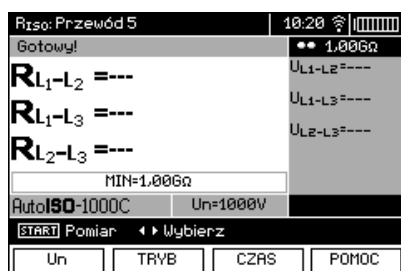 RISO: Przewód 5 10:20
Gotowy! 1,00GΩ
RL1-L2 =---
UL1-L2=---
RL1-L3 =---
UL1-L3=---
RL2-L3 =---
UL2-L3=---
MIN=1,00GΩ
AutoISO-1000C Un=1000V
START Pomiar Wybierz
Un TRYB CZAS POMOC